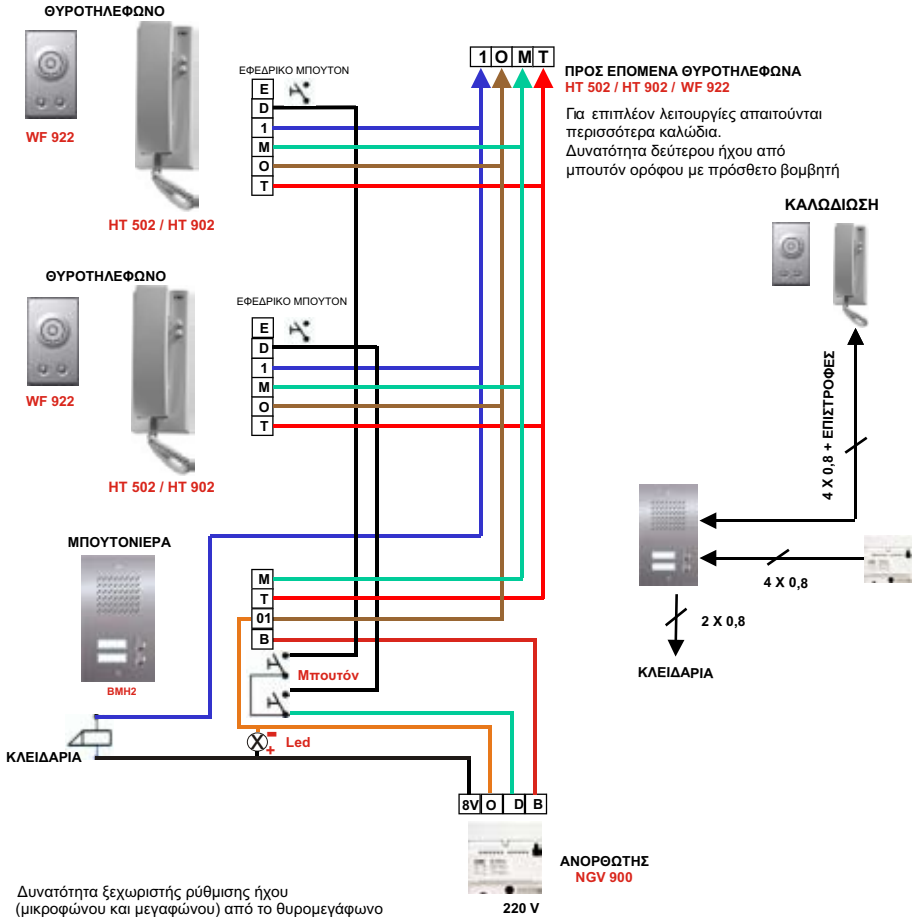 ΘΥΡΟΤΗΛΕΦΩΝΟ
WF 922
HT 502 / HT 902
ΕΦΕΔΡΙΚΟ ΜΠΟΥΤΟΝ
E
D
1
M
O
T
1 O M T
ΠΡΟΣ ΕΠΟΜΕΝΑ ΘΥΡΟΤΗΛΕΦΩΝΑ
HT 502 / HT 902 / WF 922
Για επιπλέον λειτουργίες απαιτούνται
περισσότερα καλώδια.
Δυνατότητα δεύτερου ήχου από
μπουτόν ορόφου με πρόσθετο βομβητή
ΘΥΡΟΤΗΛΕΦΩΝΟ
WF 922
HT 502 / HT 902
ΕΦΕΔΡΙΚΟ ΜΠΟΥΤΟΝ
E
D
1
M
O
T
ΚΑΛΩΔΙΩΣΗ
4 X 0,8 + ΕΠΙΣΤΡΟΦΕΣ
4 X 0,8
2 X 0,8
ΚΛΕΙΔΑΡΙΑ
ΜΠΟΥΤΟΝΙΕΡΑ
BMH2
M
T
01
B
Μπουτόν
Led
- +
ΚΛΕΙΔΑΡΙΑ
8V O D B
ΑΝΟΡΘΩΤΗΣ
NGV 900
220 V
Δυνατότητα ξεχωριστής ρύθμισης ήχου
(μικροφώνου και μεγαφώνου) από το θυρομεγάφωνο